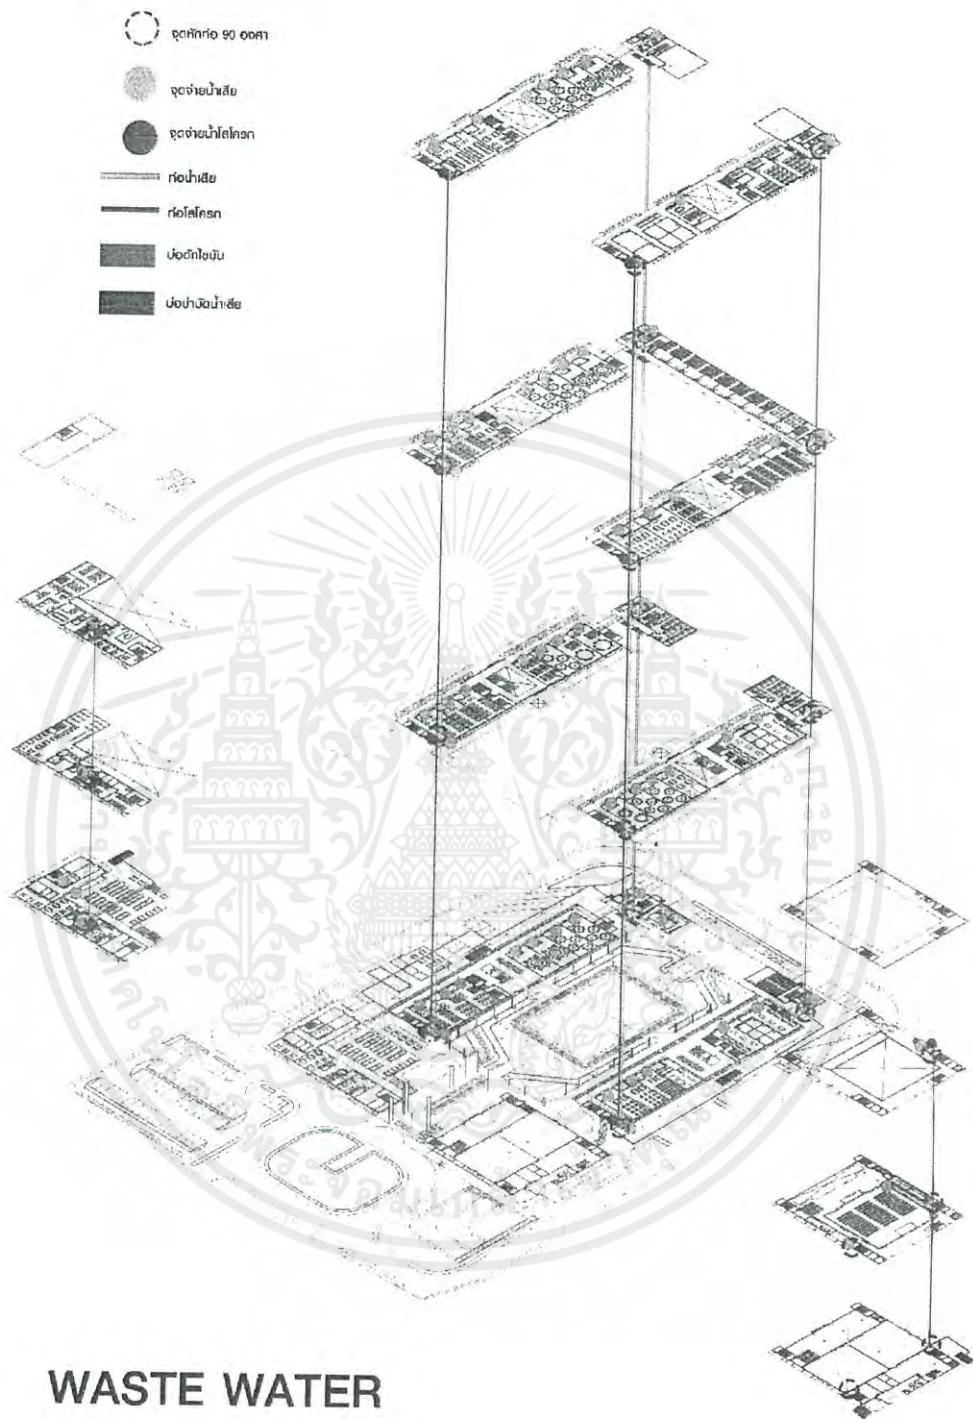 จุดหักท่อ 90 องศา
จุดจ่ายน้ำเสีย
จุดจ่ายน้ำโสโครก
ท่อน้ำเสีย
ท่อโสโครก
บ่อดักไขมัน
บ่อบำบัดน้ำเสีย
WASTE WATER